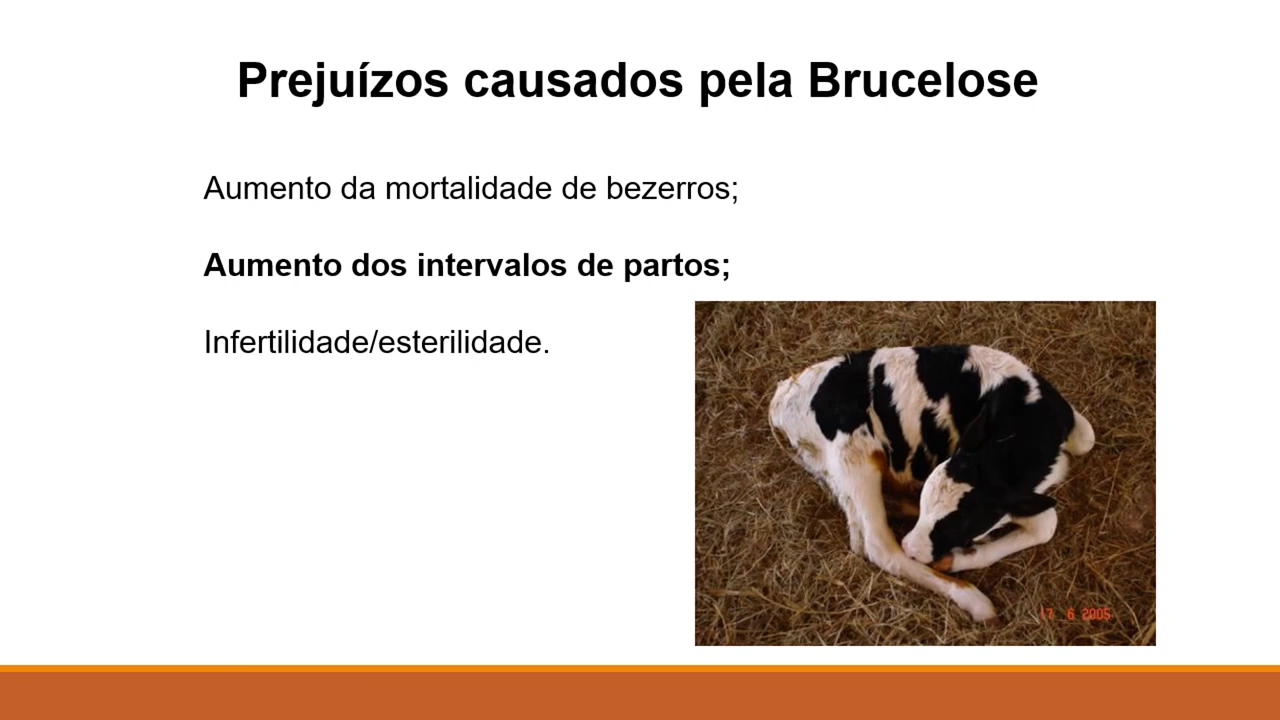 Prejuízos causados pela Brucelose
Aumento da mortalidade de bezerros;
Aumento dos intervalos de partos;
Infertilidade/esterilidade.
17 6 2005